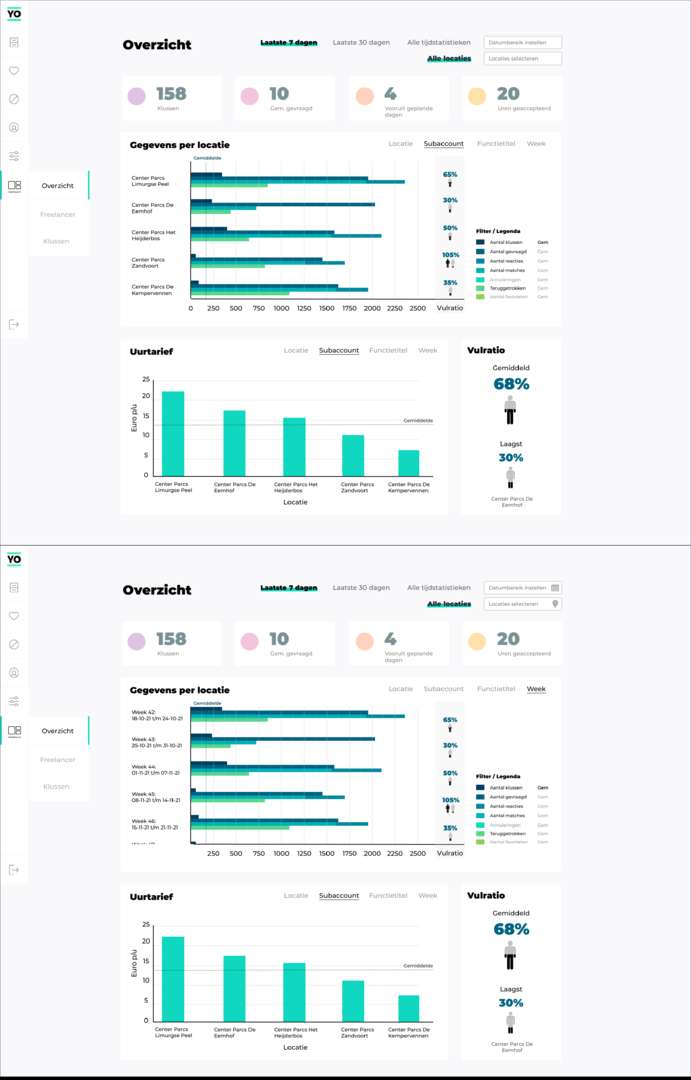 YO
Overzicht
Laatste 7 dagen
Laatste 30 dagen
Alle tijdstatistieken
Datumbereik instellen
Alle locaties
Locaties selecteren
158
Klussen
10
Gem. gevraagd
4
Vooruit geplande
dagen
20
Uren geaccepteerd
Gegevens per locatie
Locatie
Subaccount
Functietitel
Week
Gemiddelde
Overzicht
Freelancer
Klussen
Center Parcs
Limurgse Peel
65%
Center Parcs De
Eemhof
30%
Center Parcs Het
Heijderbos
50%
Center Parcs
Zandvoort
105%
Center Parcs De
Kempervennen
35%
0 250 500 750 1000 1250 1500 1750 2000 2250 2500
Vulratio
Filter / Legenda
Aantal klussen Gem
Aantal gevraagd Gem
Aantal reacties Gem
Aantal matches Gem
Annuleringen Gem
Teruggetrokken Gem
Aantal favorieten Gem
Uurtarief
Locatie
Subaccount
Functietitel
Week
Euro p/u
25
20
15
10
5
0
Gemiddelde
Center Parcs
Limurgse Peel
Center Parcs De
Eemhof
Center Parcs Het
Heijderbos
Center Parcs
Zandvoort
Center Parcs De
Kempervennen
Locatie
Vulratio
Gemiddeld
68%
Laagst
30%
Center Parcs De
Eemhof
YO
Overzicht
Laatste 7 dagen
Laatste 30 dagen
Alle tijdstatistieken
Datumbereik instellen
Alle locaties
Locaties selecteren
158
Klussen
10
Gem. gevraagd
4
Vooruit geplande
dagen
20
Uren geaccepteerd
Gegevens per locatie
Locatie
Subaccount
Functietitel
Week
Gemiddelde
Overzicht
Freelancer
Klussen
Week 42:
18-10-21 t/m 24-10-21
65%
Week 43:
25-10-21 t/m 31-10-21
30%
Week 44:
01-11-21 t/m 07-11-21
50%
Week 45:
08-11-21 t/m 14-11-21
105%
Week 46:
15-11-21 t/m 21-11-21
35%
0 250 500 750 1000 1250 1500 1750 2000 2250 2500
Vulratio
Filter / Legenda
Aantal klussen Gem
Aantal gevraagd Gem
Aantal reacties Gem
Aantal matches Gem
Annuleringen Gem
Teruggetrokken Gem
Aantal favorieten Gem
Uurtarief
Locatie
Subaccount
Functietitel
Week
Euro p/u
25
20
15
10
5
0
Gemiddelde
Center Parcs
Limurgse Peel
Center Parcs De
Eemhof
Center Parcs Het
Heijderbos
Center Parcs
Zandvoort
Center Parcs De
Kempervennen
Locatie
Vulratio
Gemiddeld
68%
Laagst
30%
Center Parcs De
Eemhof